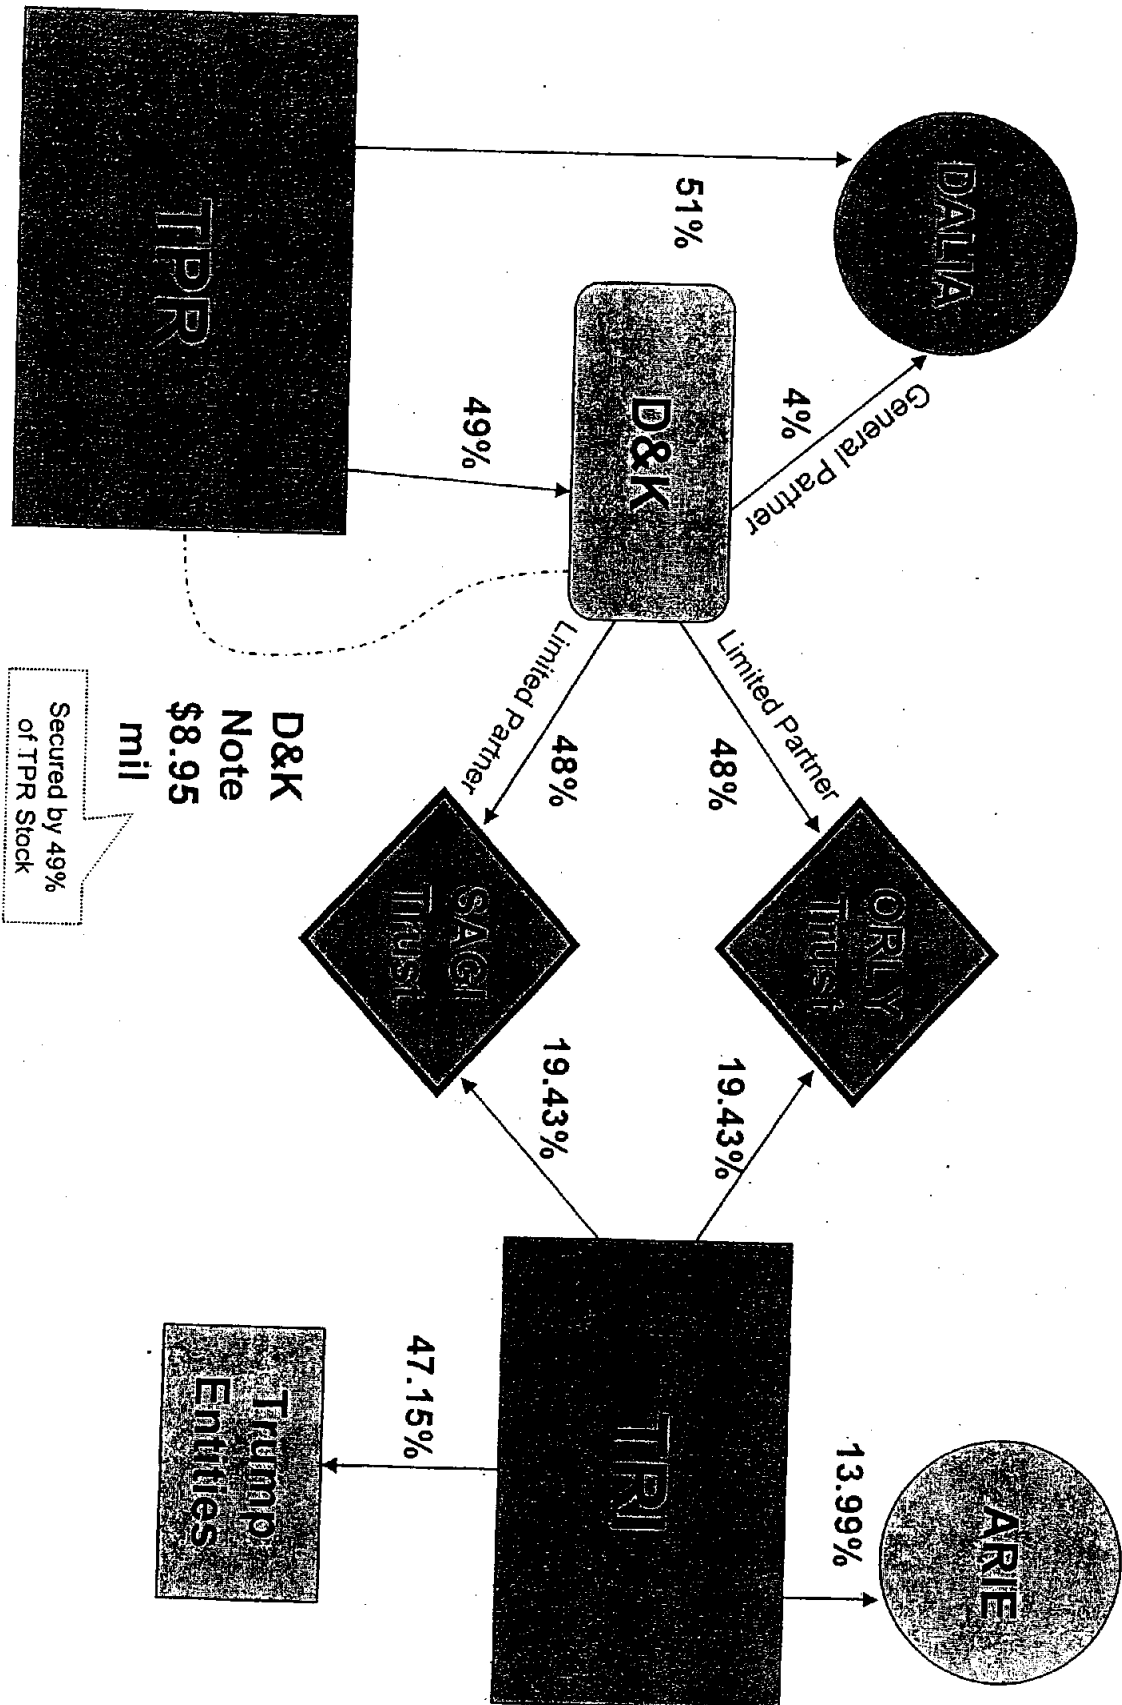 DALIA
ARIE
General Partner
4%
51%
13.99%
Limited Partner
48%
ORLY
Trust
19.43%
D&K
TRI
49%
Limited Partner
48%
SAGI
Trust
19.43%
47.15%
TPR
D&K
Note
$8.95
mil
Trump
Entities
Secured by 49%
of TPR Stock